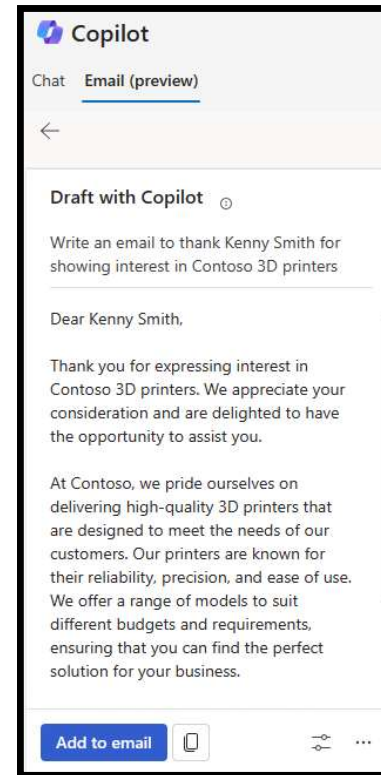 Copilot
Chat Email (preview)
Draft with Copilot
Write an email to thank Kenny Smith for
showing interest in Contoso 3D printers
Dear Kenny Smith,
Thank you for expressing interest in
Contoso 3D printers. We appreciate your
consideration and are delighted to have
the opportunity to assist you.
At Contoso, we pride ourselves on
delivering high-quality 3D printers that
are designed to meet the needs of our
customers. Our printers are known for
their reliability, precision, and ease of use.
We offer a range of models to suit
different budgets and requirements,
ensuring that you can find the perfect
solution for your business.
Add to email